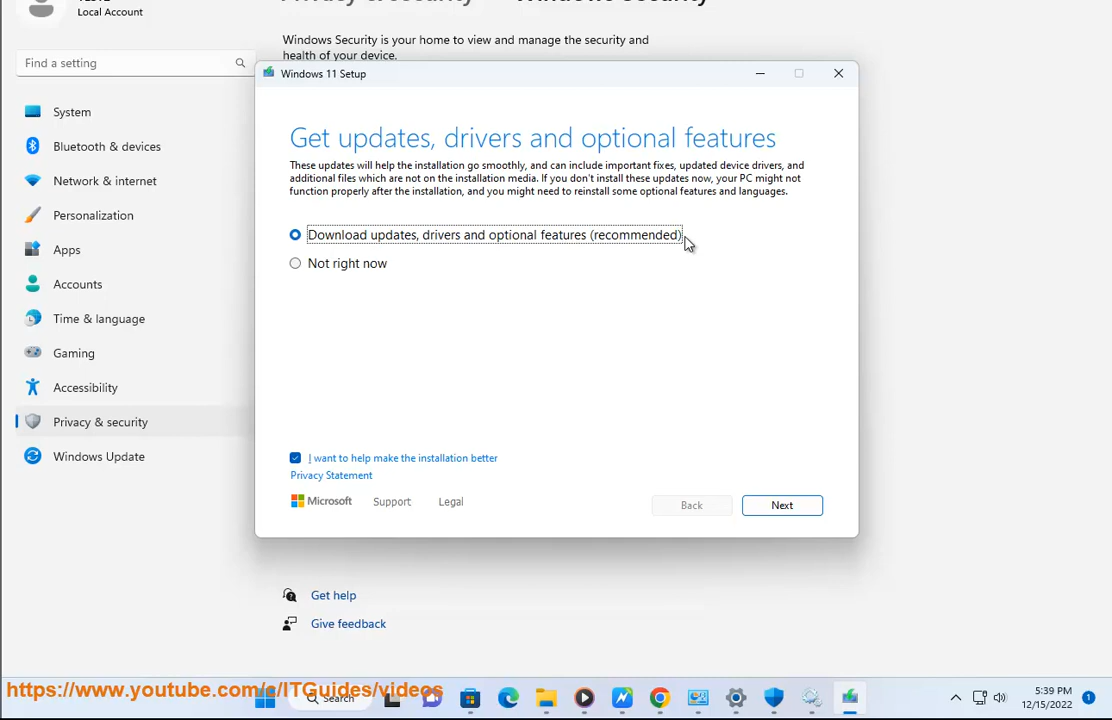 Local Account
Windows Security is your home to view and manage the security and
health of your device.
Find a setting
System
Bluetooth & devices
Network & internet
Personalization
Apps
Accounts
Time & language
Gaming
Accessibility
Privacy & security
Windows Update
Windows 11 Setup
Get updates, drivers and optional features
These updates will help the installation go smoothly, and can include important fixes, updated device drivers, and
additional files which are not on the installation media. If you don't install these updates now, your PC might not
function properly after the installation, and you might need to reinstall some optional features and languages.
Download updates, drivers and optional features (recommended)
Not right now
I want to help make the installation better
Privacy Statement
Microsoft
Support
Legal
Back
Next
Get help
Give feedback
https://www.youtube.com/c/ITGuides/videos
Search
5:39 PM
12/15/2022
1